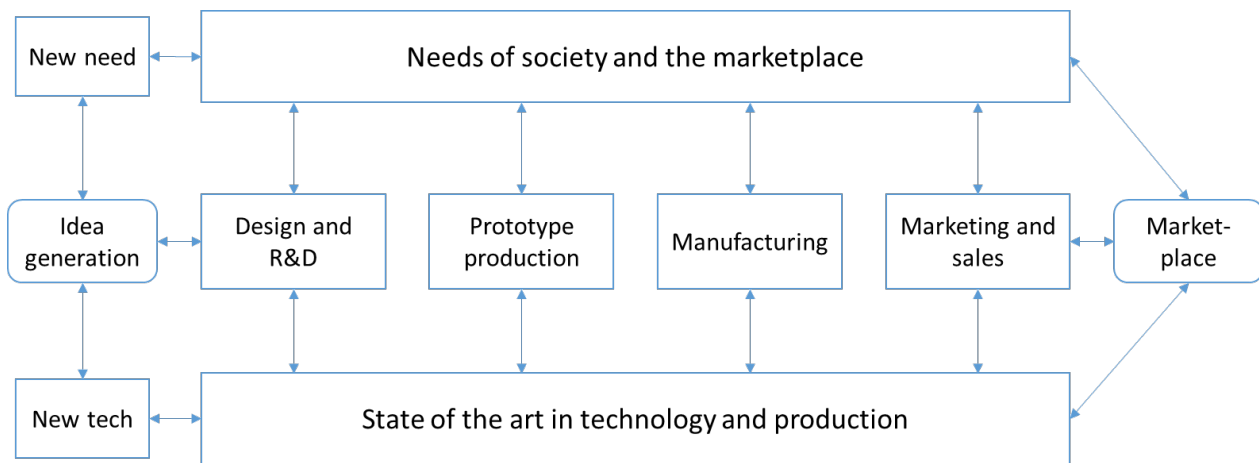 New need
Needs of society and the marketplace
Idea
generation
Design and
R&D
Prototype
production
Manufacturing
Marketing and
sales
Market-
place
New tech
State of the art in technology and production